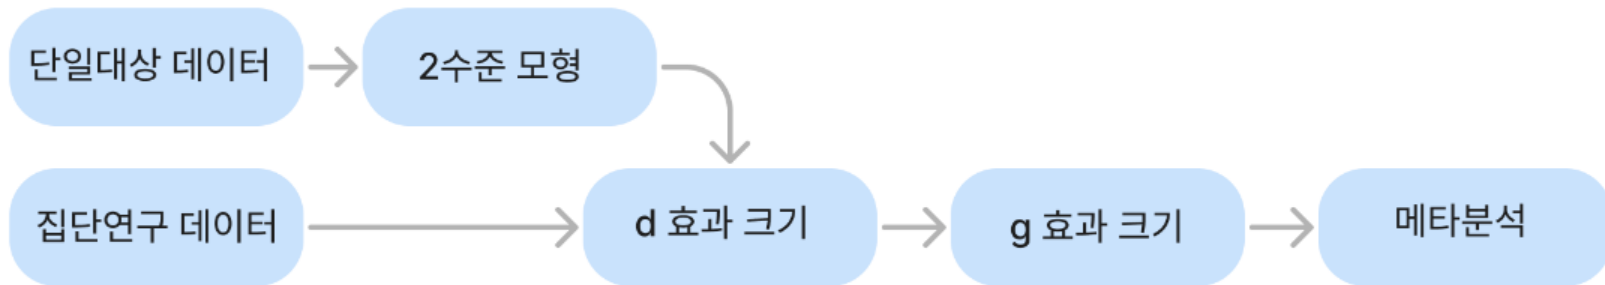 단일대상 데이터
2수준 모형
집단연구 데이터
d 효과 크기
g 효과 크기
메타분석